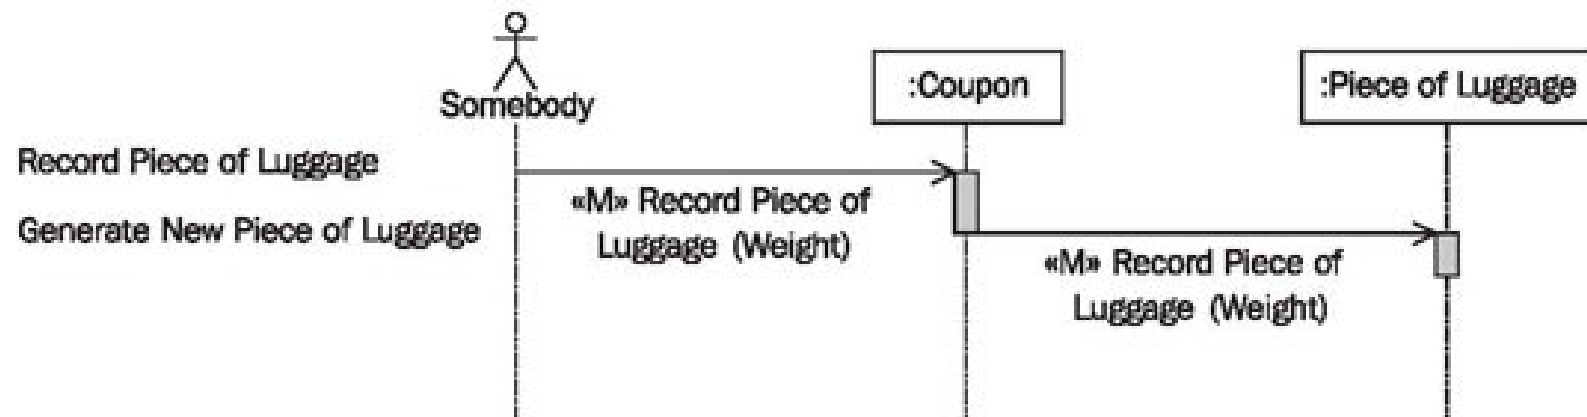 Somebody
:Coupon
:Piece of Luggage
Record Piece of Luggage
«M» Record Piece of
Luggage (Weight)
Generate New Piece of Luggage
«M» Record Piece of
Luggage (Weight)